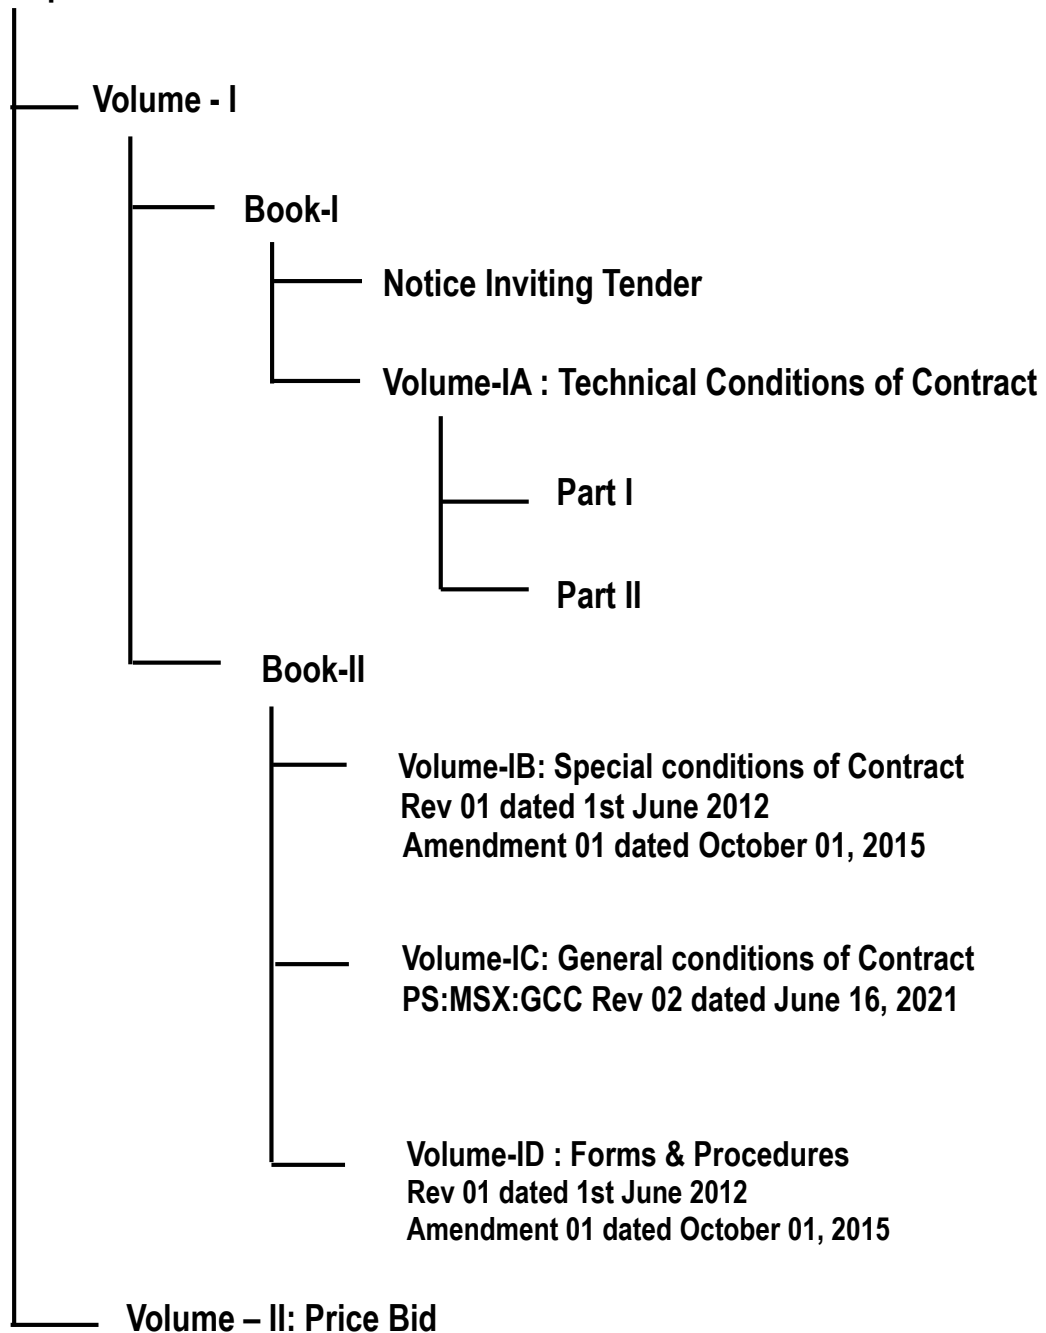 Volume - I
Book-I
Notice Inviting Tender
Volume-IA : Technical Conditions of Contract
Part I
Part II
Book-II
Volume-IB: Special conditions of Contract
Rev 01 dated 1st June 2012
Amendment 01 dated October 01, 2015
Volume-IC: General conditions of Contract
PS:MSX:GCC Rev 02 dated June 16, 2021
Volume-ID : Forms & Procedures
Rev 01 dated 1st June 2012
Amendment 01 dated October 01, 2015
Volume – II: Price Bid